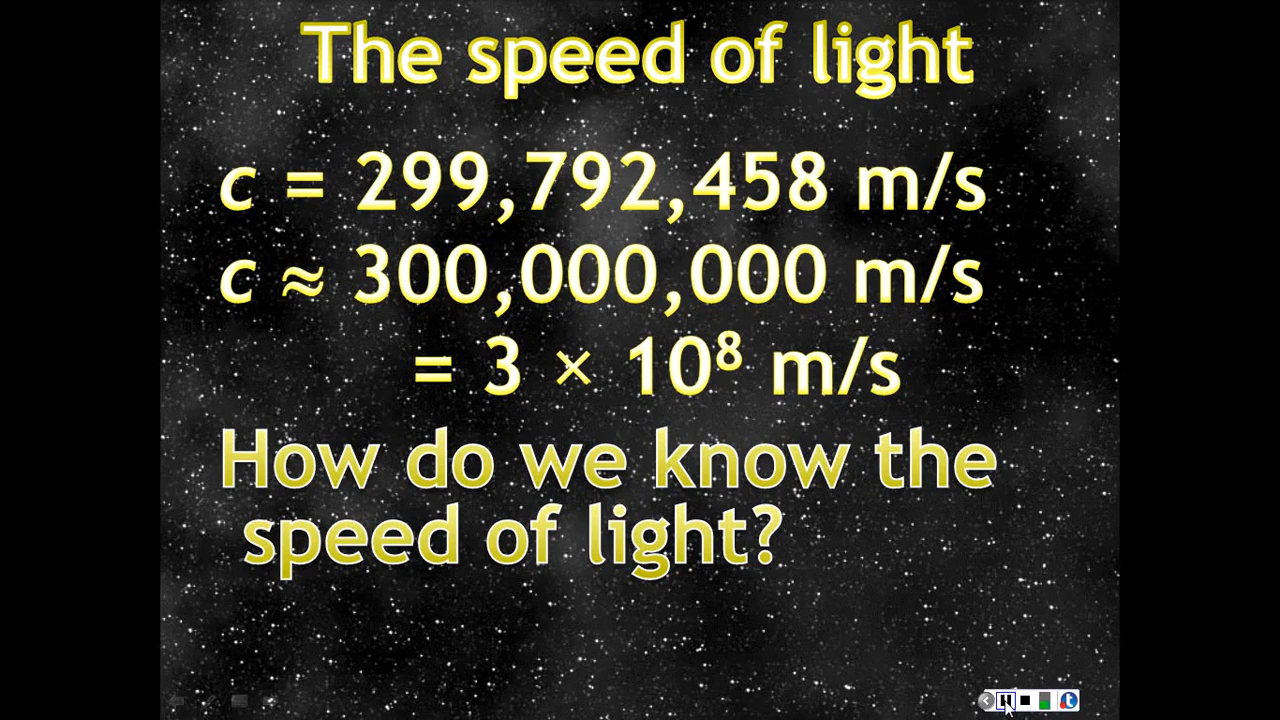 The speed of light
c = 299,792,458 m/s
c ≈ 300,000,000 m/s
= 3 × 10⁸ m/s
How do we know the
speed of light?